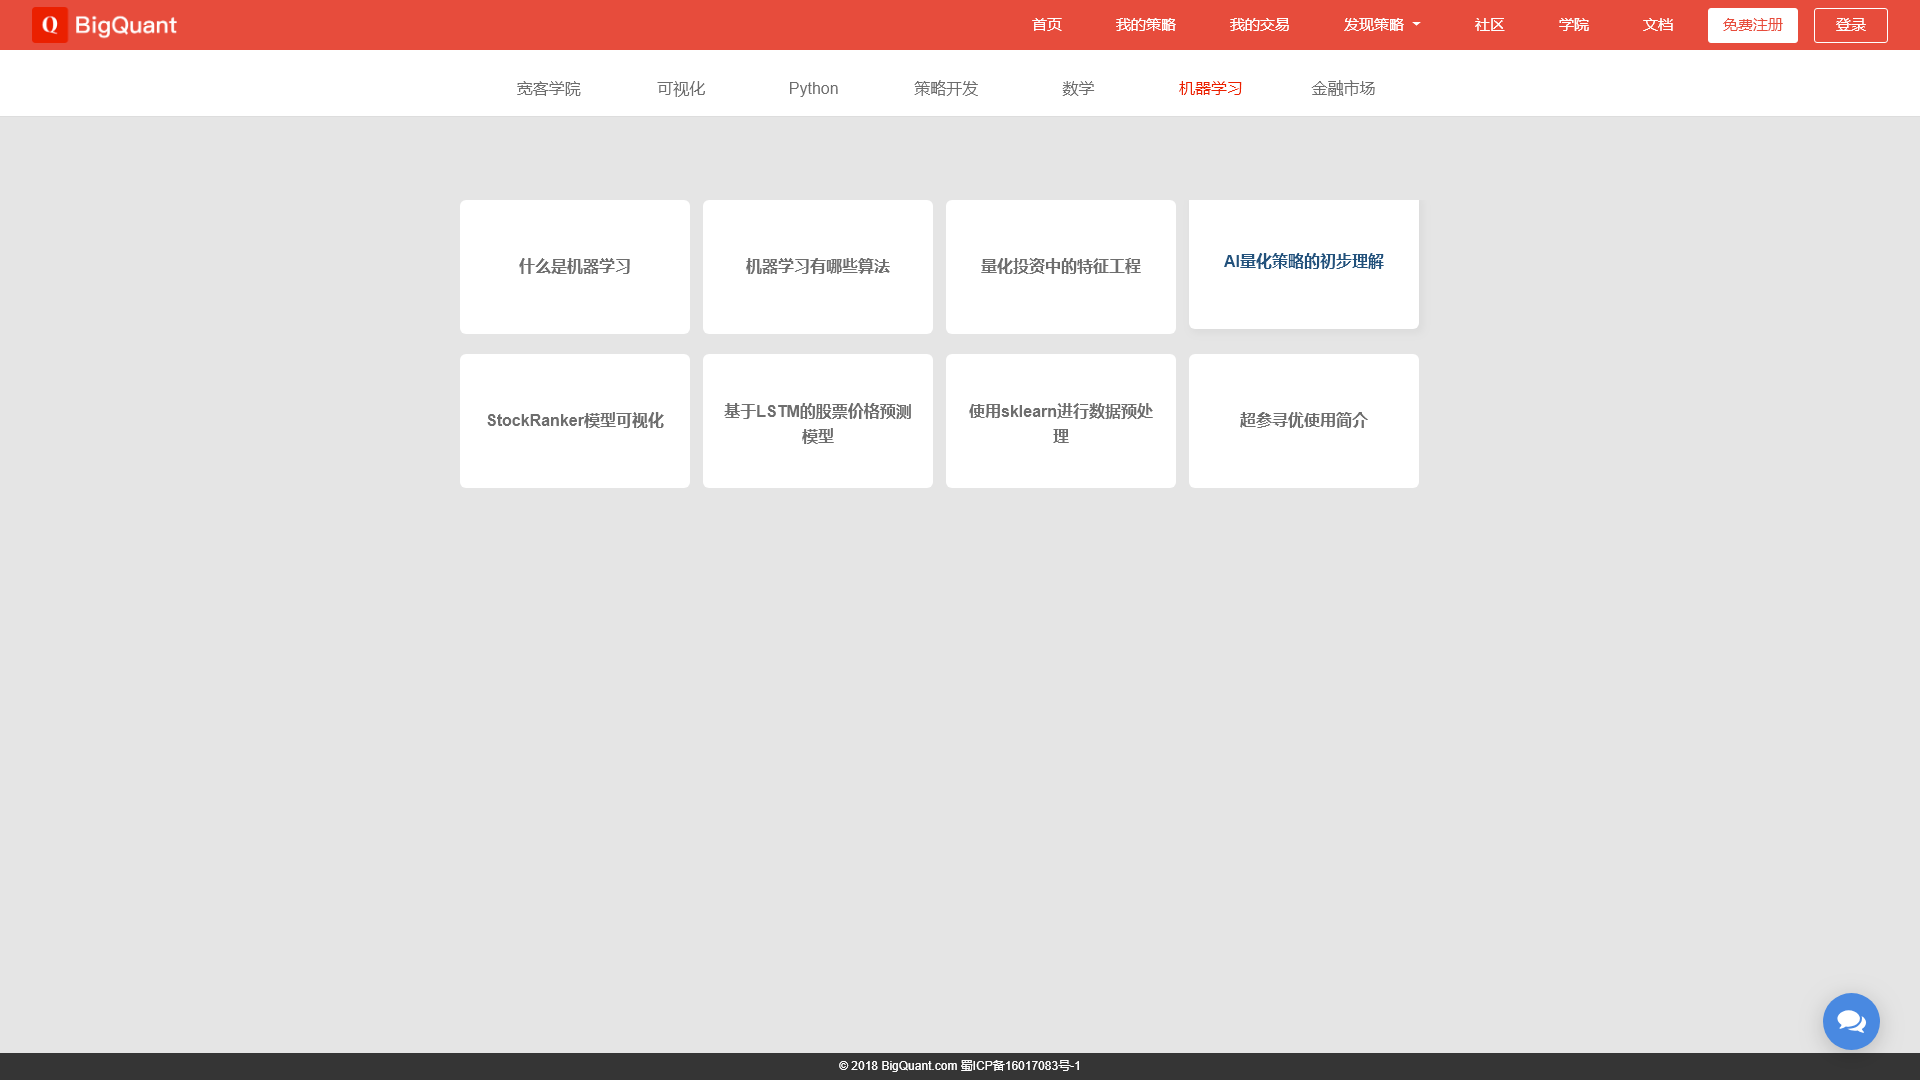 Q BigQuant 首页 我的策略 我的交易 发现策略 社区 学院 文档 免费注册 登录
宽客学院 可视化 Python 策略开发 数学 机器学习 金融市场
什么是机器学习
机器学习有哪些算法
量化投资中的特征工程
AI量化策略的初步理解
StockRanker模型可视化
基于LSTM的股票价格预测
模型
使用sklearn进行数据预处
理
超参寻优使用简介
© 2018 BigQuant.com 蜀ICP备16017083号-1